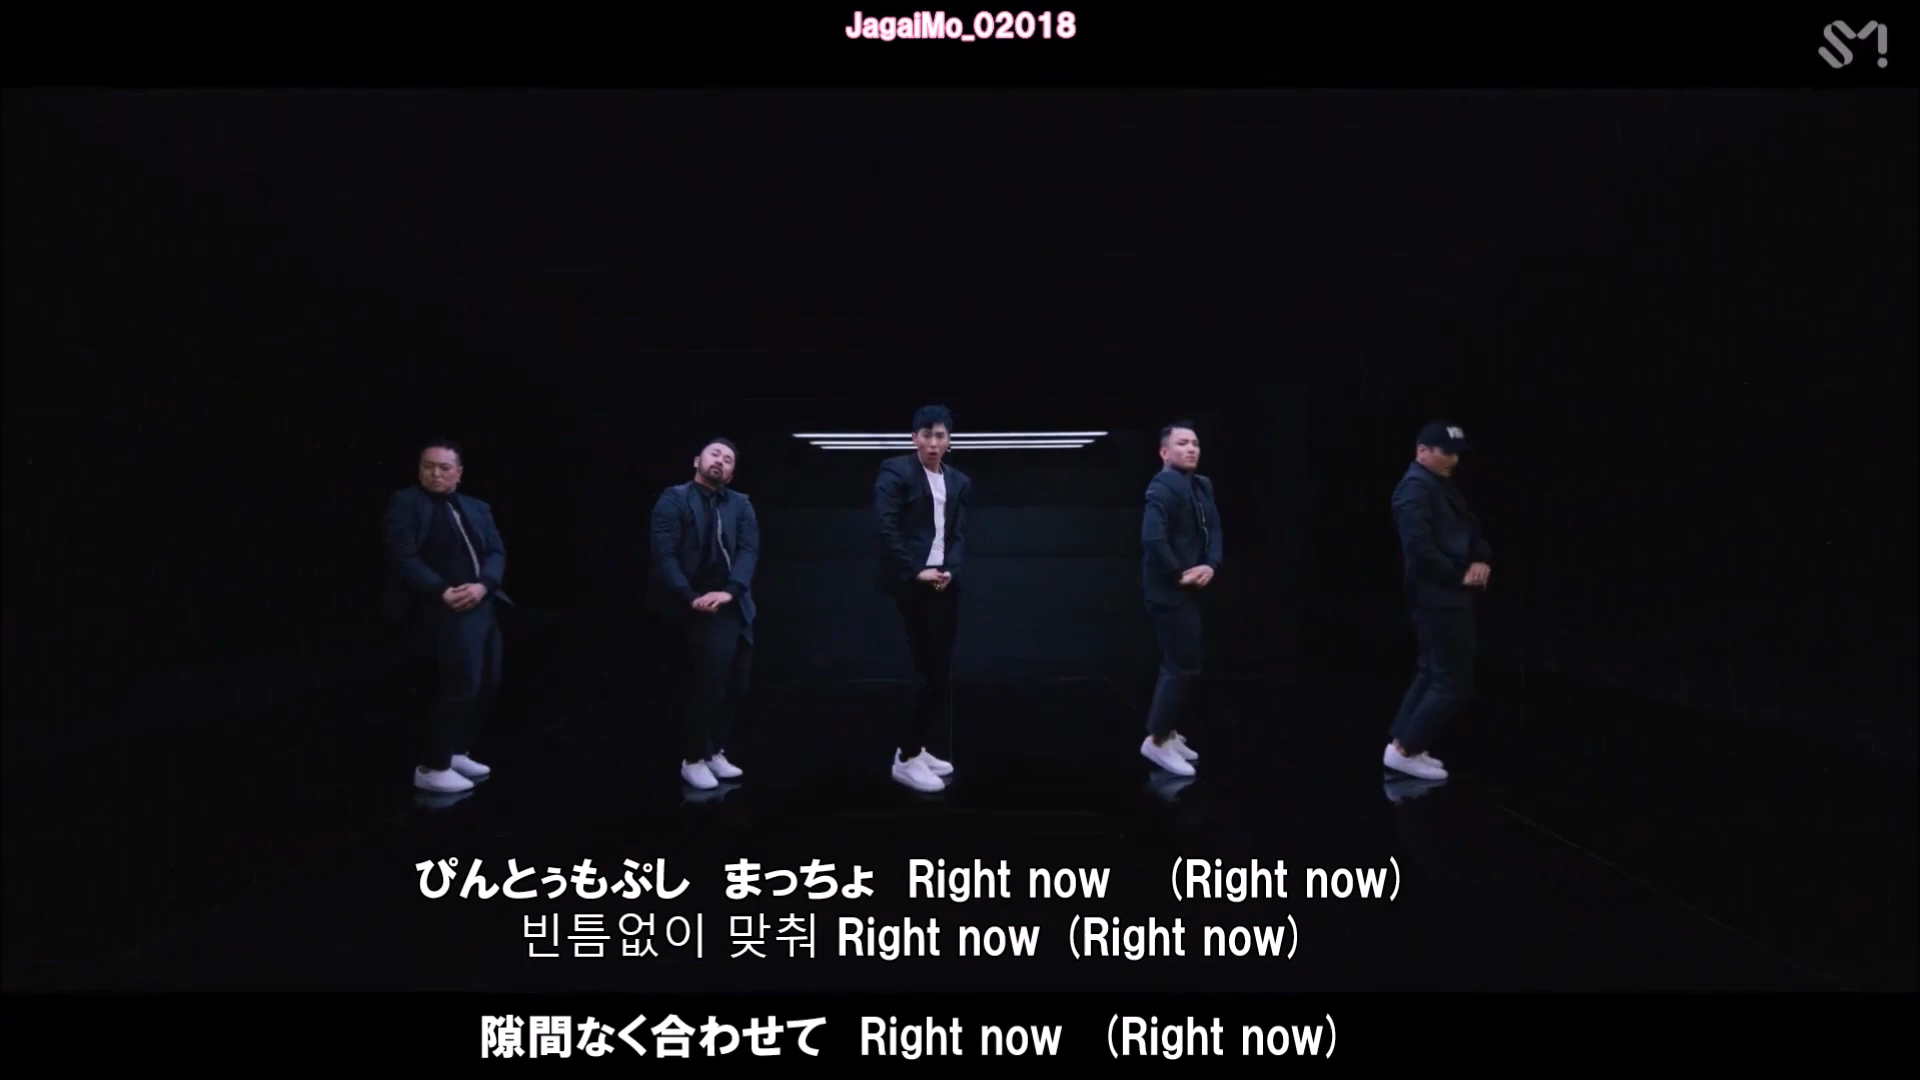 JagaiMo_02018
SM!
ぴんとぅもぷし　まっちょ　Right now　(Right now)
빈틈없이 맞춰 Right now (Right now)
隙間なく合わせて　Right now　(Right now)